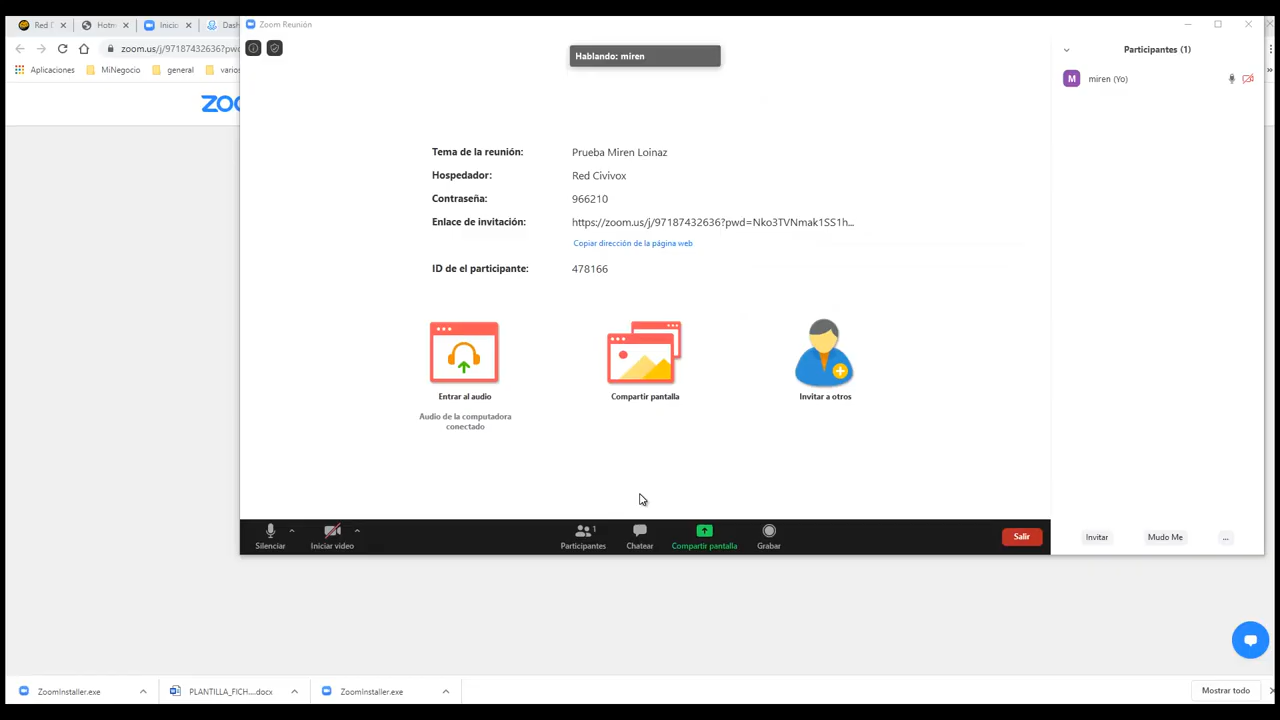 Red
Hotm
Inicio
Dash
zoom.us/j/97187432636?pwd
Aplicaciones
MiNegocio
general
varios
Zoom Reunión
Hablando: miren
Participantes (1)
M
miren (Yo)
Tema de la reunión:
Prueba Miren Loinaz
Hospedador:
Red Civivox
Contraseña:
966210
Enlace de invitación:
https://zoom.us/j/97187432636?pwd=Nko3TVNmak1SS1h...
Copiar dirección de la página web
ID de el participante:
478166
Entrar al audio
Compartir pantalla
Invitar a otros
Audio de la computadora
conectado
1
Silenciar
Iniciar video
Participantes
Chatear
Compartir pantalla
Grabar
Salir
Invitar
Mudo Me
...
ZoomInstaller.exe
PLANTILLA_FICH....docx
ZoomInstaller.exe
Mostrar todo